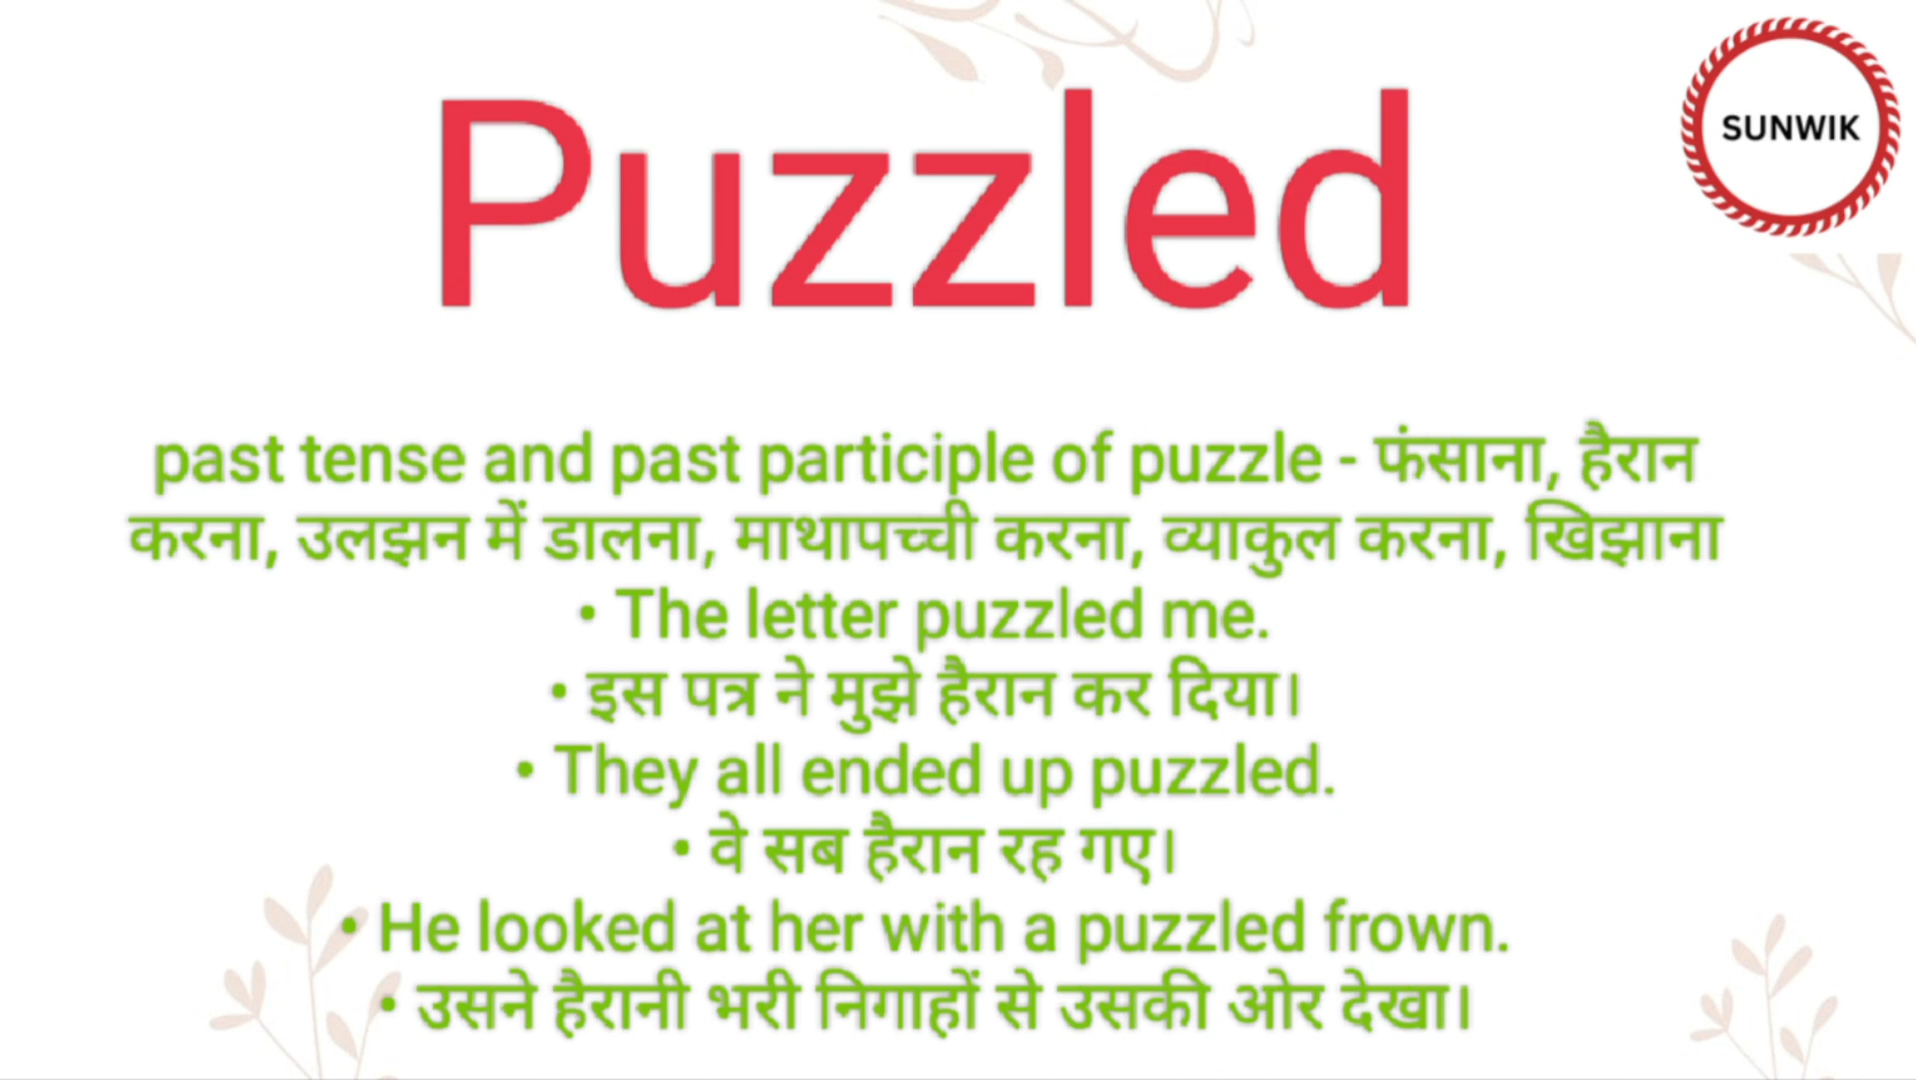 SUNWIK
Puzzled
past tense and past participle of puzzle - फंसाना, हैरान
करना, उलझन में डालना, माथापच्ची करना, व्याकुल करना, खिझाना
• The letter puzzled me.
• इस पत्र ने मुझे हैरान कर दिया।
• They all ended up puzzled.
• वे सब हैरान रह गए।
• He looked at her with a puzzled frown.
• उसने हैरानी भरी निगाहों से उसकी ओर देखा।